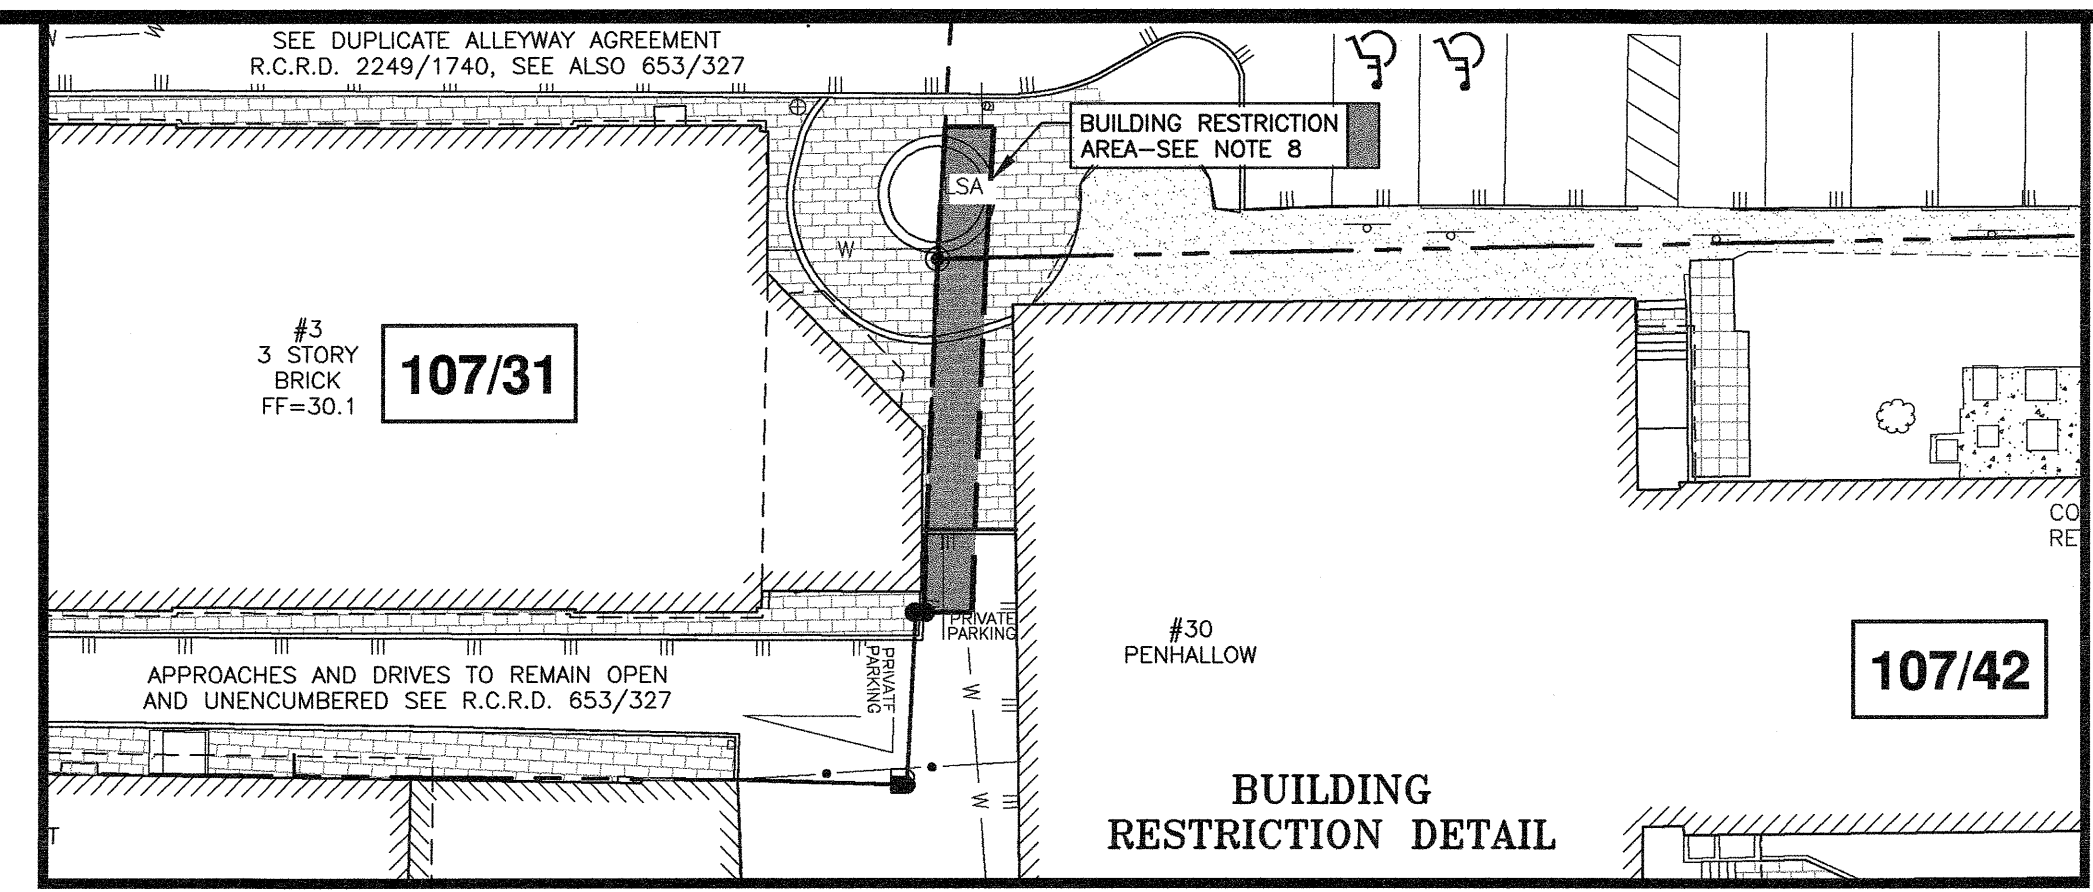 W
W
SEE DUPLICATE ALLEYWAY AGREEMENT
R.C.R.D. 2249/1740, SEE ALSO 653/327
BUILDING RESTRICTION
AREA-SEE NOTE 8
LSA
W
#3
3 STORY
BRICK
FF=30.1
107/31
CO
RE
PRIVATE
PARKING
#30
PENHALLOW
107/42
APPROACHES AND DRIVES TO REMAIN OPEN
AND UNENCUMBERED SEE R.C.R.D. 653/327
PRIVATE
PARKING
W
W
BUILDING
RESTRICTION DETAIL
T